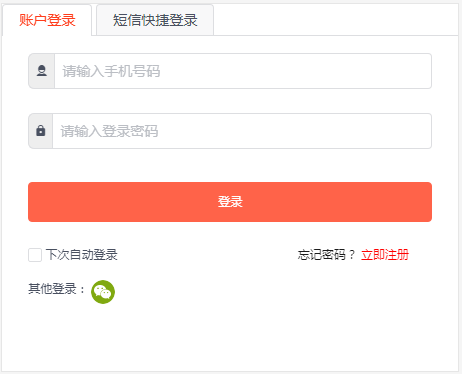 账户登录 短信快捷登录
请输入手机号码
请输入登录密码
登录
下次自动登录 忘记密码？ 立即注册
其他登录：